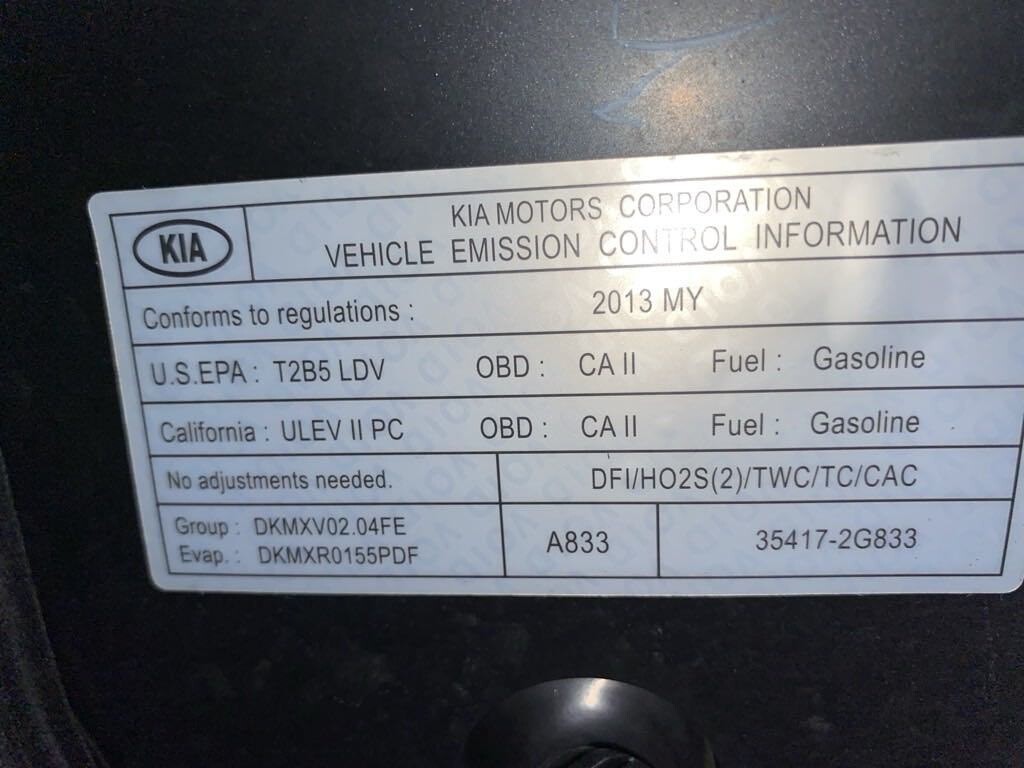 KIA
KIA MOTORS CORPORATION
VEHICLE EMISSION CONTROL INFORMATION
Conforms to regulations : 2013 MY
U.S.EPA : T2B5 LDV OBD : CA II Fuel : Gasoline
California : ULEV II PC OBD : CA II Fuel : Gasoline
No adjustments needed. DFI/HO2S(2)/TWC/TC/CAC
Group : DKMXV02.04FE
Evap. : DKMXR0155PDF
A833 35417-2G833